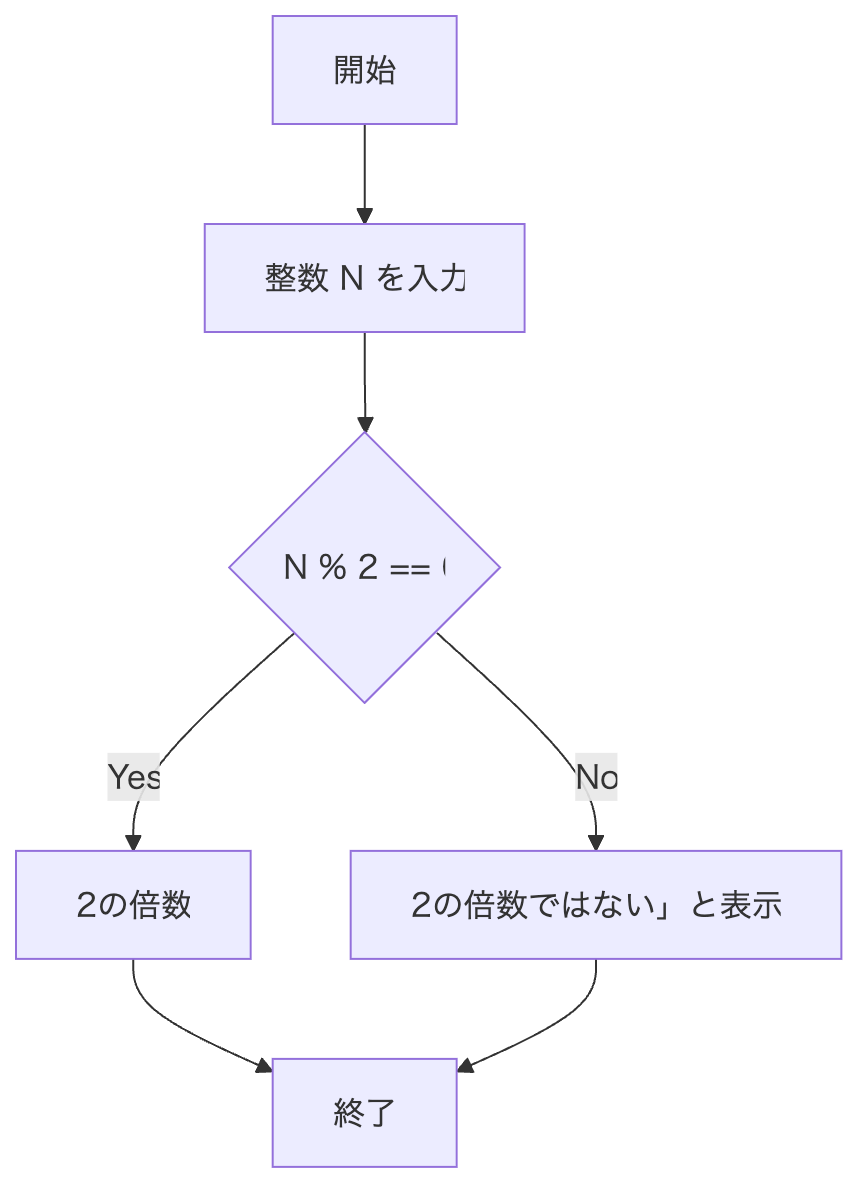 開始
整数 N を入力
N % 2 ==
Yes
No
2の倍数
2の倍数ではない」と表示
終了